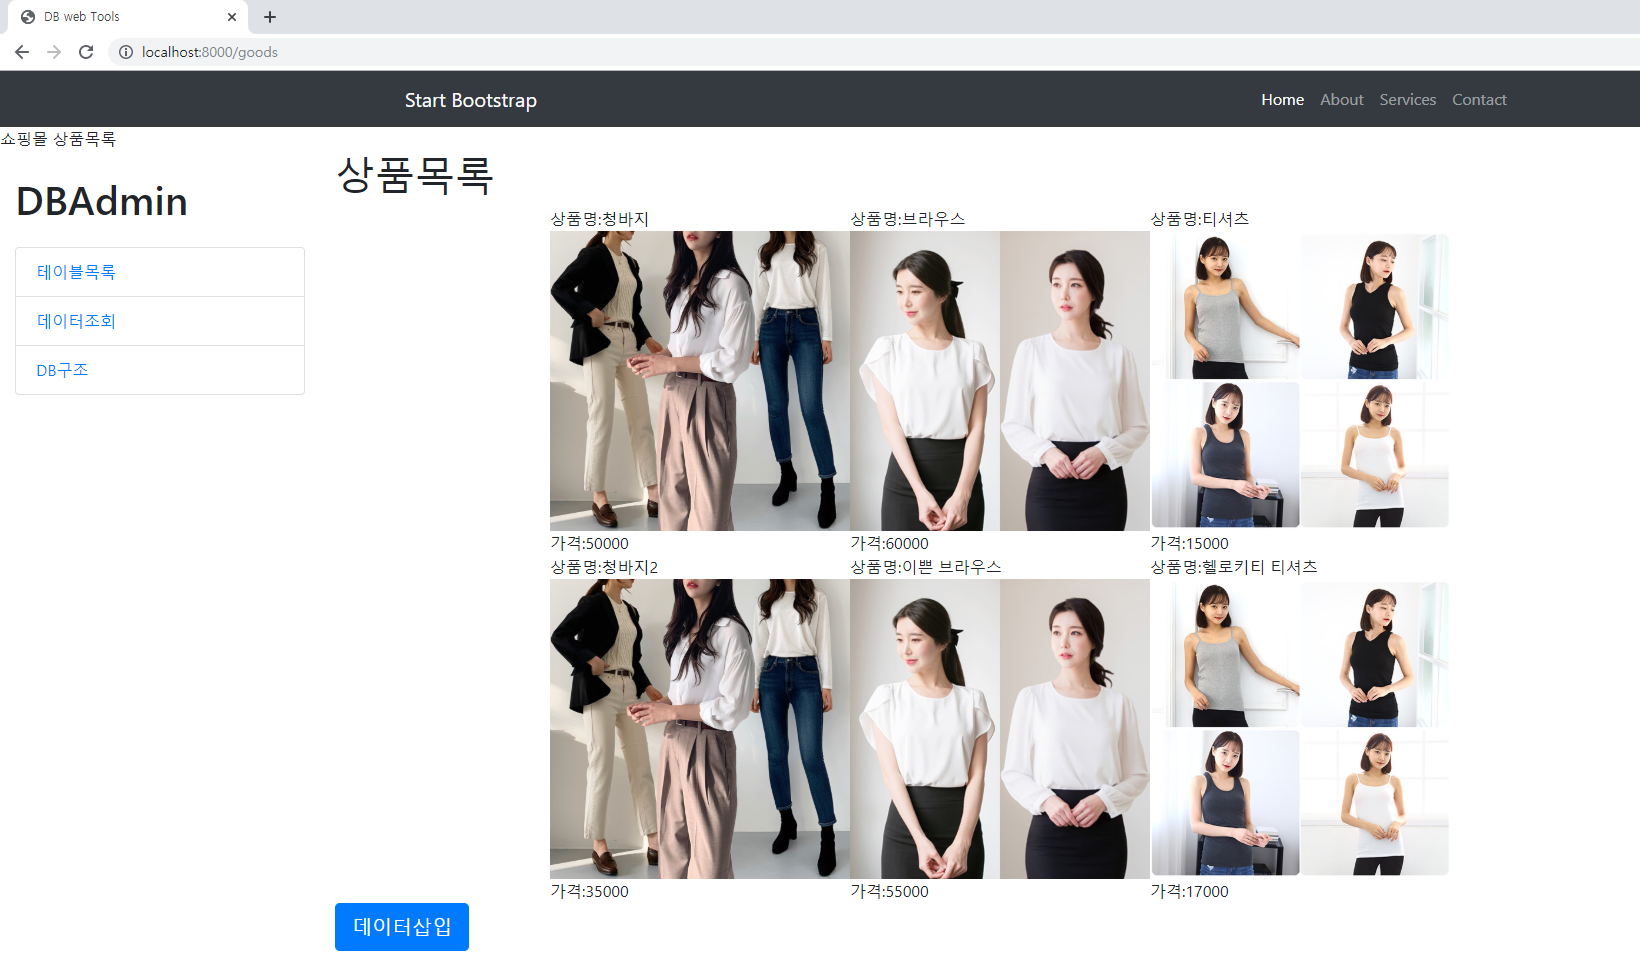 DB web Tools
localhost:8000/goods
Start Bootstrap
Home About Services Contact
쇼핑몰 상품목록
DBAdmin
테이블목록
데이터조회
DB구조
상품목록
상품명:청바지 상품명:브라우스 상품명:티셔츠
가격:50000 가격:60000 가격:15000
상품명:청바지2 상품명:이쁜 브라우스 상품명:헬로키티 티셔츠
가격:35000 가격:55000 가격:17000
데이터삽입